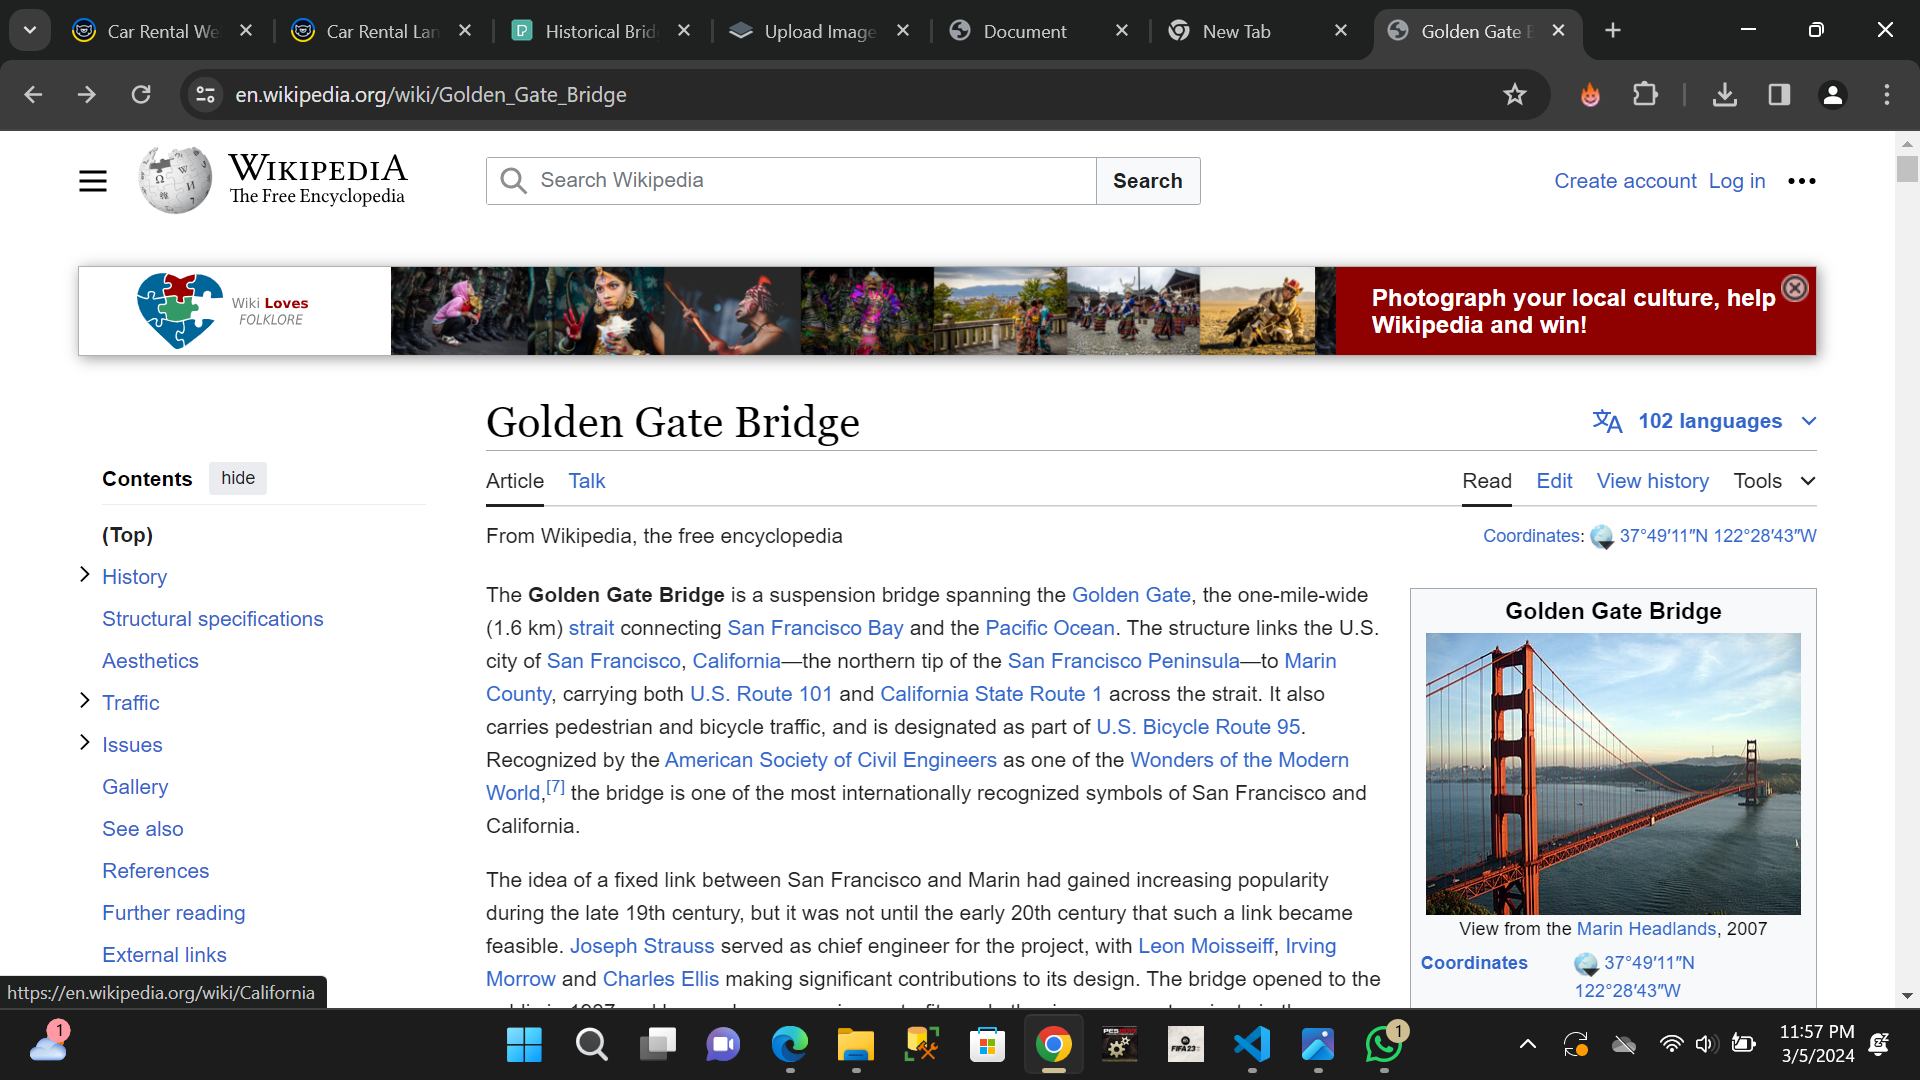 Car Rental We
Car Rental Lan
Historical Brid
Upload Image
Document
New Tab
Golden Gate B
en.wikipedia.org/wiki/Golden_Gate_Bridge
WIKIPEDIA
The Free Encyclopedia
Search Wikipedia
Search
Create account
Log in
Wiki Loves
FOLKLORE
Photograph your local culture, help
Wikipedia and win!
Golden Gate Bridge
102 languages
Contents
hide
Article
Talk
Read
Edit
View history
Tools
(Top)
History
Structural specifications
Aesthetics
Traffic
Issues
Gallery
See also
References
Further reading
External links
From Wikipedia, the free encyclopedia
Coordinates: 37°49′11″N 122°28′43″W
The Golden Gate Bridge is a suspension bridge spanning the Golden Gate, the one-mile-wide
(1.6 km) strait connecting San Francisco Bay and the Pacific Ocean. The structure links the U.S.
city of San Francisco, California—the northern tip of the San Francisco Peninsula—to Marin
County, carrying both U.S. Route 101 and California State Route 1 across the strait. It also
carries pedestrian and bicycle traffic, and is designated as part of U.S. Bicycle Route 95.
Recognized by the American Society of Civil Engineers as one of the Wonders of the Modern
World,[7] the bridge is one of the most internationally recognized symbols of San Francisco and
California.
The idea of a fixed link between San Francisco and Marin had gained increasing popularity
during the late 19th century, but it was not until the early 20th century that such a link became
feasible. Joseph Strauss served as chief engineer for the project, with Leon Moisseiff, Irving
Morrow and Charles Ellis making significant contributions to its design. The bridge opened to the
Golden Gate Bridge
View from the Marin Headlands, 2007
Coordinates
37°49′11″N
122°28′43″W
https://en.wikipedia.org/wiki/California
1
FIFA 23
1
11:57 PM
3/5/2024